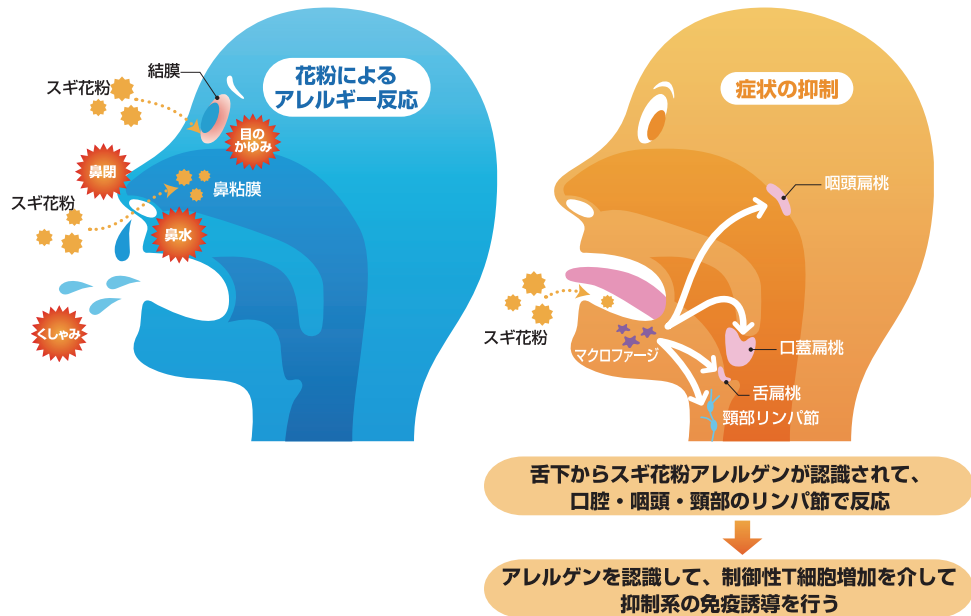 花粉による
アレルギー反応
結膜
スギ花粉
目の
かゆみ
鼻閉
鼻粘膜
スギ花粉
鼻水
くしゃみ
症状の抑制
咽頭扁桃
スギ花粉
マクロファージ
口蓋扁桃
舌扁桃
頸部リンパ節
舌下からスギ花粉アレルゲンが認識されて、
口腔・咽頭・頸部のリンパ節で反応
アレルゲンを認識して、制御性T細胞増加を介して
抑制系の免疫誘導を行う